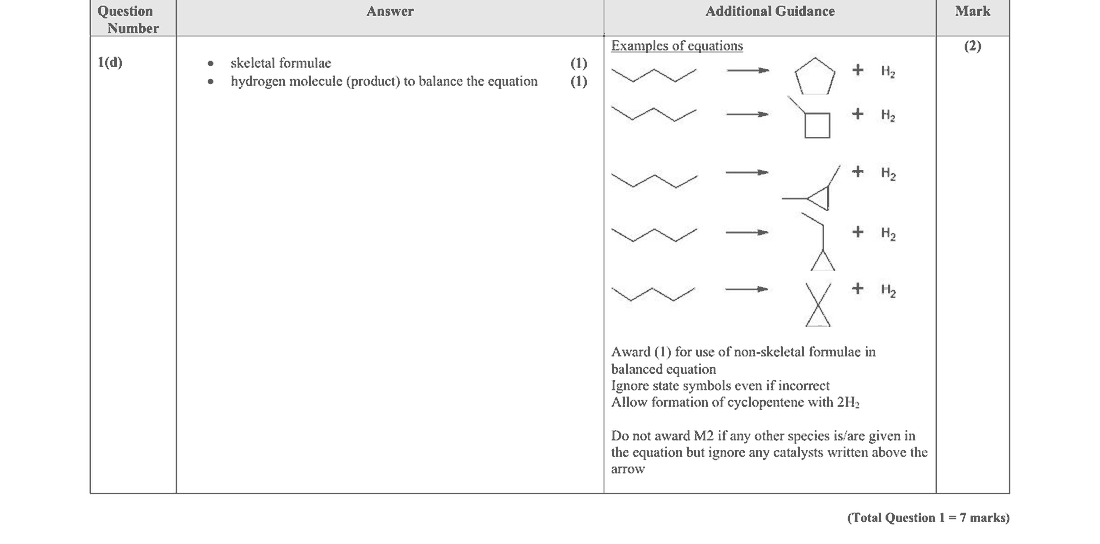 Question Number
Answer
Additional Guidance
Mark
1(d)
• skeletal formulae (1)
• hydrogen molecule (product) to balance the equation (1)
Examples of equations
(2)
+ H₂
+ H₂
+ H₂
+ H₂
+ H₂
Award (1) for use of non-skeletal formulae in
balanced equation
Ignore state symbols even if incorrect
Allow formation of cyclopentene with 2H₂
Do not award M2 if any other species is/are given in
the equation but ignore any catalysts written above the
arrow
(Total Question 1 = 7 marks)